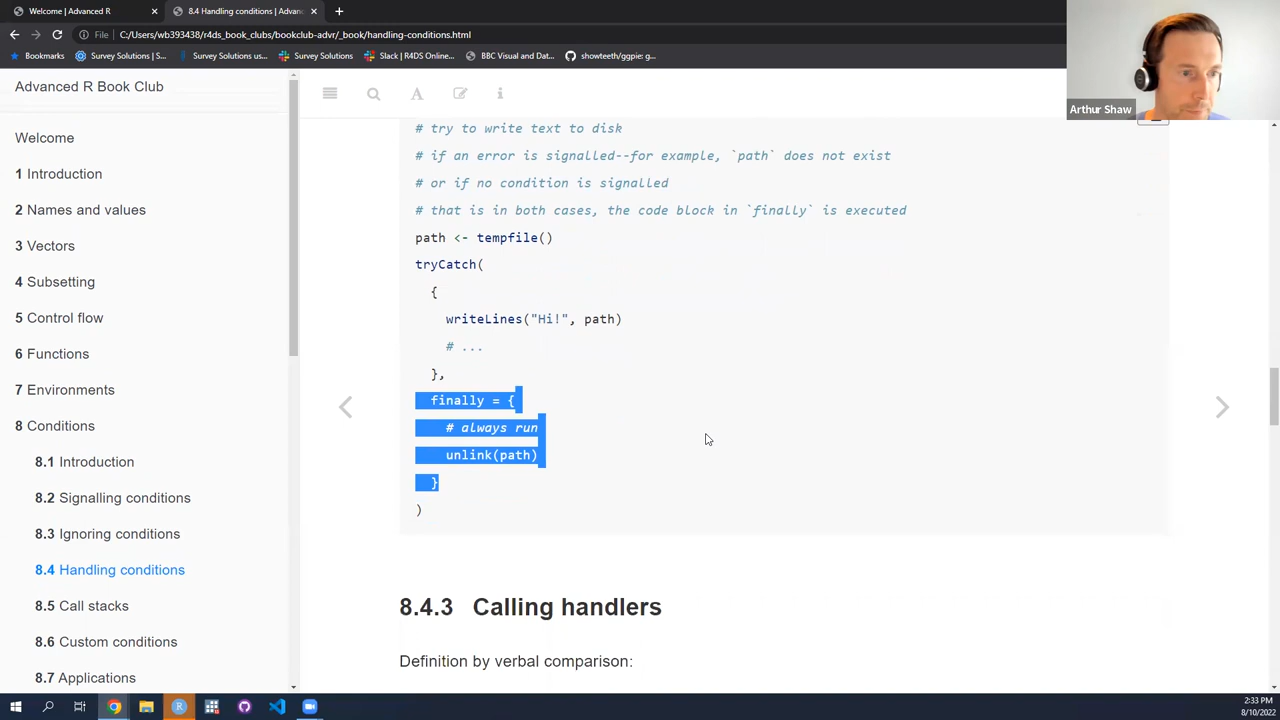 Welcome | Advanced R
8.4 Handling conditions | Advan
File
C:/Users/wb393438/r4ds_book_clubs/bookclub-advr/_book/handling-conditions.html
Bookmarks
Survey Solutions | S...
Survey Solutions us...
Survey Solutions
Slack | R4DS Online...
BBC Visual and Dat...
showteeth/ggpie: g...
Arthur Shaw
Advanced R Book Club
Welcome
1 Introduction
2 Names and values
3 Vectors
4 Subsetting
5 Control flow
6 Functions
7 Environments
8 Conditions
8.1 Introduction
8.2 Signalling conditions
8.3 Ignoring conditions
8.4 Handling conditions
8.5 Call stacks
8.6 Custom conditions
8.7 Applications
# try to write text to disk
# if an error is signalled--for example, `path` does not exist
# or if no condition is signalled
# that is in both cases, the code block in `finally` is executed
path <- tempfile()
tryCatch(
{
writeLines("Hi!", path)
# ...
},
finally = {
# always run
unlink(path)
}
)
8.4.3 Calling handlers
Definition by verbal comparison:
2:33 PM
8/10/2022